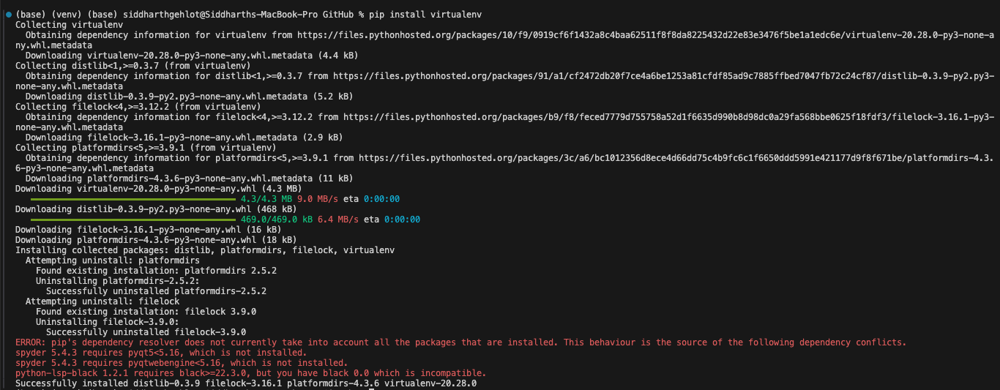 (base) (venv) (base) siddharthgehlot@Siddharths-MacBook-Pro GitHub % pip install virtualenv
Collecting virtualenv
Obtaining dependency information for virtualenv from https://files.pythonhosted.org/packages/10/f9/0919cf6f1432a8c4baa62511f8f8da8225432d22e83e3476f5be1a1edc6e/virtualenv-20.28.0-py3-none-a
ny.whl.metadata
Downloading virtualenv-20.28.0-py3-none-any.whl.metadata (4.4 kB)
Collecting distlib<1,>=0.3.7 (from virtualenv)
Obtaining dependency information for distlib<1,>=0.3.7 from https://files.pythonhosted.org/packages/91/a1/cf2472db20f7ce4a6be1253a81cfdf85ad9c7885ffbed7047fb72c24cf87/distlib-0.3.9-py2.py3-
none-any.whl.metadata
Downloading distlib-0.3.9-py2.py3-none-any.whl.metadata (5.2 kB)
Collecting filelock<4,>=3.12.2 (from virtualenv)
Obtaining dependency information for filelock<4,>=3.12.2 from https://files.pythonhosted.org/packages/b9/f8/feced7779d755758a52d1f6635d990b8d98dc0a29fa568bbe0625f18fdf3/filelock-3.16.1-py3-
none-any.whl.metadata
Downloading filelock-3.16.1-py3-none-any.whl.metadata (2.9 kB)
Collecting platformdirs<5,>=3.9.1 (from virtualenv)
Obtaining dependency information for platformdirs<5,>=3.9.1 from https://files.pythonhosted.org/packages/3c/a6/bc1012356d8ece4d66dd75c4b9fc6c1f6650ddd5991e421177d9f8f671be/platformdirs-4.3.
6-py3-none-any.whl.metadata
Downloading platformdirs-4.3.6-py3-none-any.whl.metadata (11 kB)
Downloading virtualenv-20.28.0-py3-none-any.whl (4.3 MB)
4.3/4.3 MB 9.0 MB/s eta 0:00:00
Downloading distlib-0.3.9-py2.py3-none-any.whl (468 kB)
469.0/469.0 kB 6.4 MB/s eta 0:00:00
Downloading filelock-3.16.1-py3-none-any.whl (16 kB)
Downloading platformdirs-4.3.6-py3-none-any.whl (18 kB)
Installing collected packages: distlib, platformdirs, filelock, virtualenv
Attempting uninstall: platformdirs
Found existing installation: platformdirs 2.5.2
Uninstalling platformdirs-2.5.2:
Successfully uninstalled platformdirs-2.5.2
Attempting uninstall: filelock
Found existing installation: filelock 3.9.0
Uninstalling filelock-3.9.0:
Successfully uninstalled filelock-3.9.0
ERROR: pip's dependency resolver does not currently take into account all the packages that are installed. This behaviour is the source of the following dependency conflicts.
spyder 5.4.3 requires pyqt5<5.16, which is not installed.
spyder 5.4.3 requires pyqtwebengine<5.16, which is not installed.
python-lsp-black 1.2.1 requires black>=22.3.0, but you have black 0.0 which is incompatible.
Successfully installed distlib-0.3.9 filelock-3.16.1 platformdirs-4.3.6 virtualenv-20.28.0